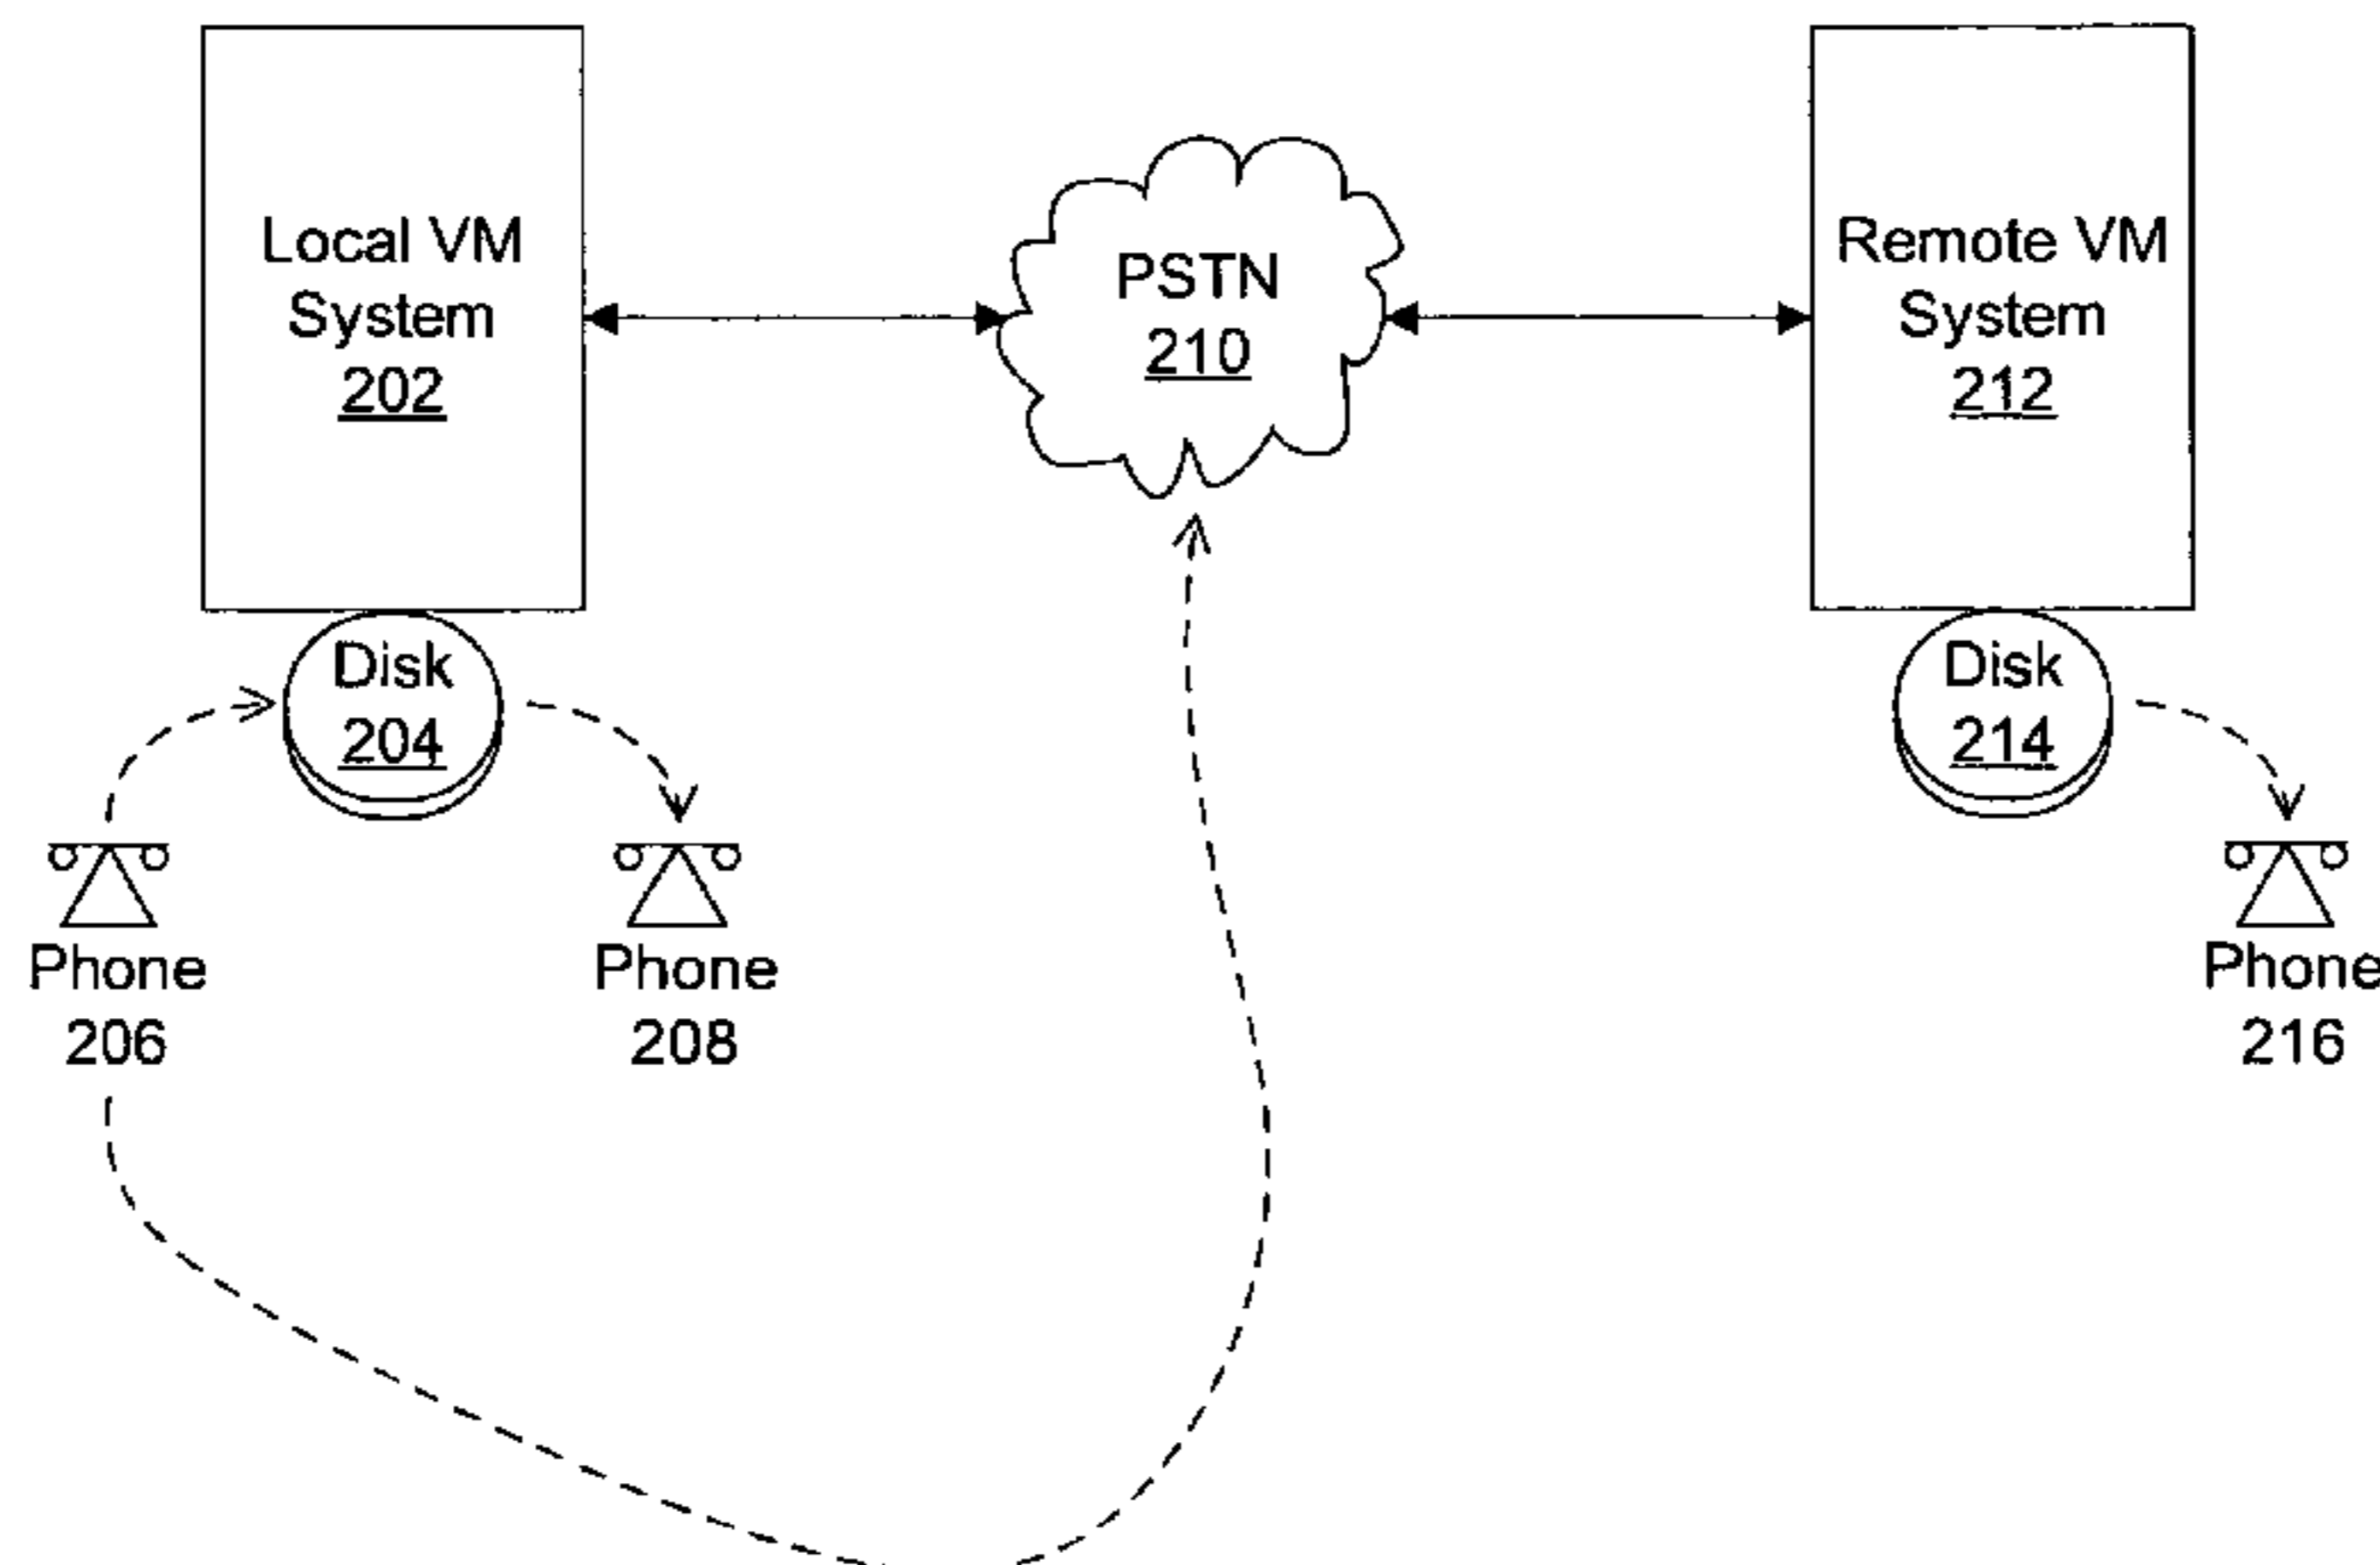 Local VM
System
202
PSTN
210
Remote VM
System
212
Disk
204
Disk
214
Phone
206
Phone
208
Phone
216